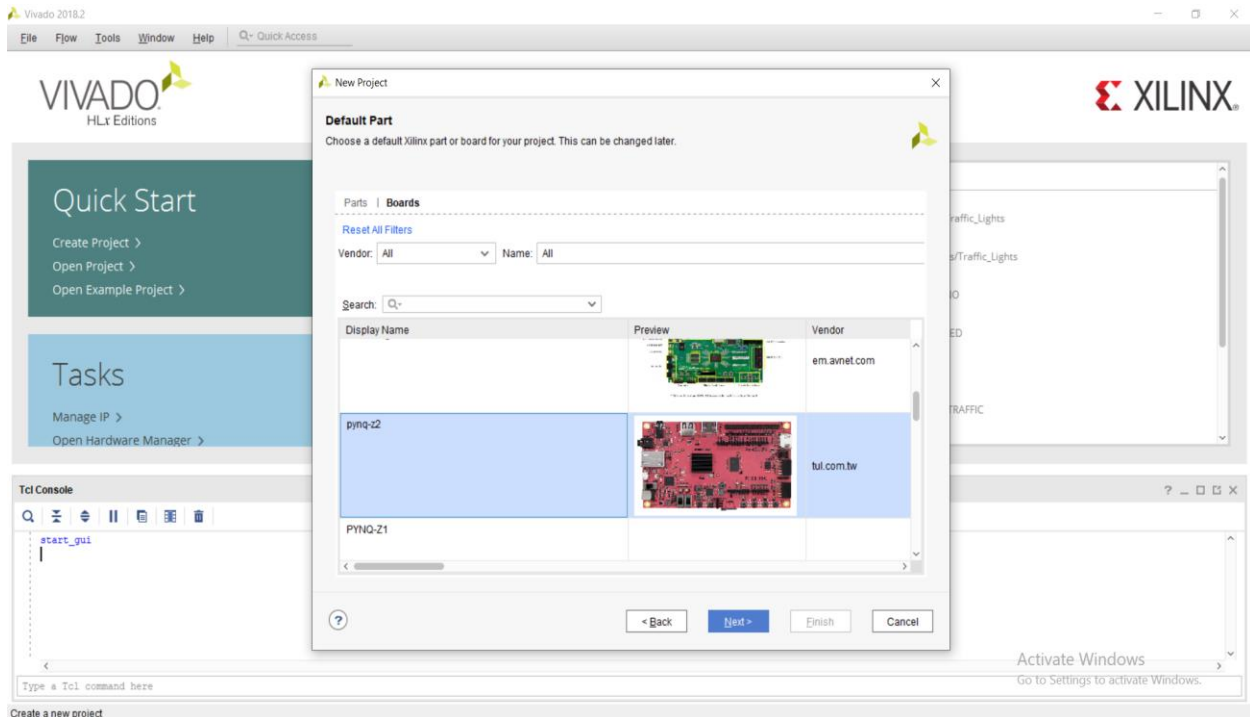 Vivado 2018.2
File Flow Tools Window Help Quick Access
VIVADO
HLx Editions
XILINX
Quick Start
Create Project >
Open Project >
Open Example Project >
Tasks
Manage IP >
Open Hardware Manager >
New Project
Default Part
Choose a default Xilinx part or board for your project. This can be changed later.
Parts | Boards
Reset All Filters
Vendor: All Name: All
Search:
Display Name Preview Vendor
em.avnet.com
pynq-z2
tul.com.tw
PYNQ-Z1
? < Back Next > Finish Cancel
raffic_Lights
s/Traffic_Lights
IO
ED
TRAFFIC
Tcl Console
start_gui
Type a Tcl command here
Activate Windows
Go to Settings to activate Windows.
Create a new project